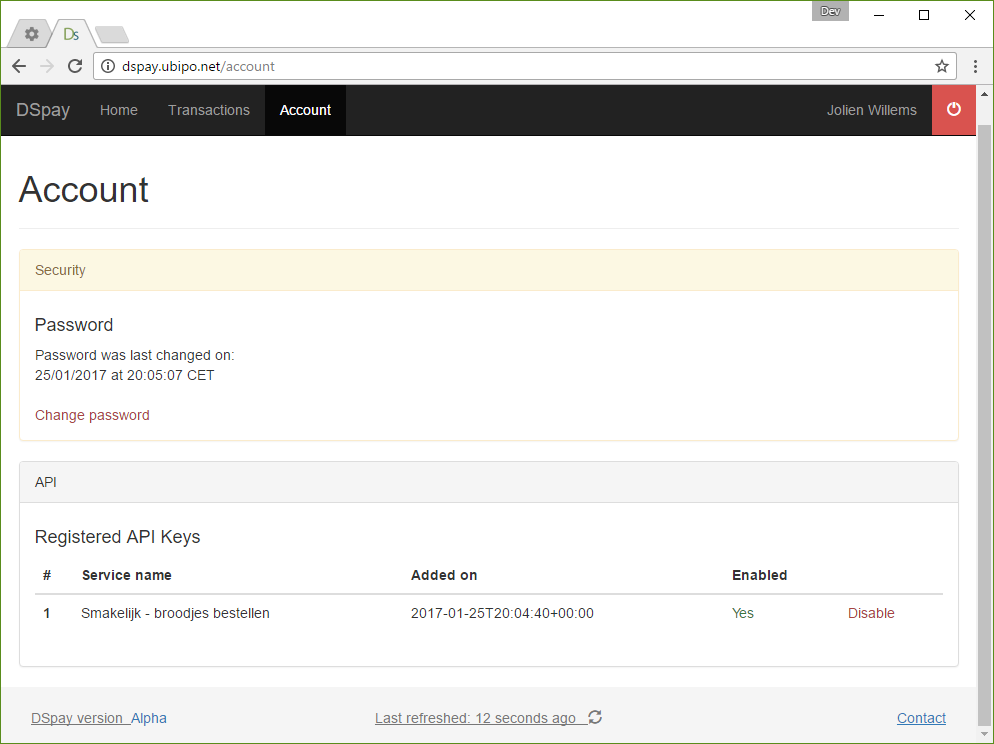 Dev
Ds
dspay.ubipo.net/account
DSpay Home Transactions Account Jolien Willems
Account
Security
Password
Password was last changed on:
25/01/2017 at 20:05:07 CET
Change password
API
Registered API Keys
# Service name Added on Enabled
1 Smakelijk - broodjes bestellen 2017-01-25T20:04:40+00:00 Yes Disable
DSpay version Alpha Last refreshed: 12 seconds ago Contact